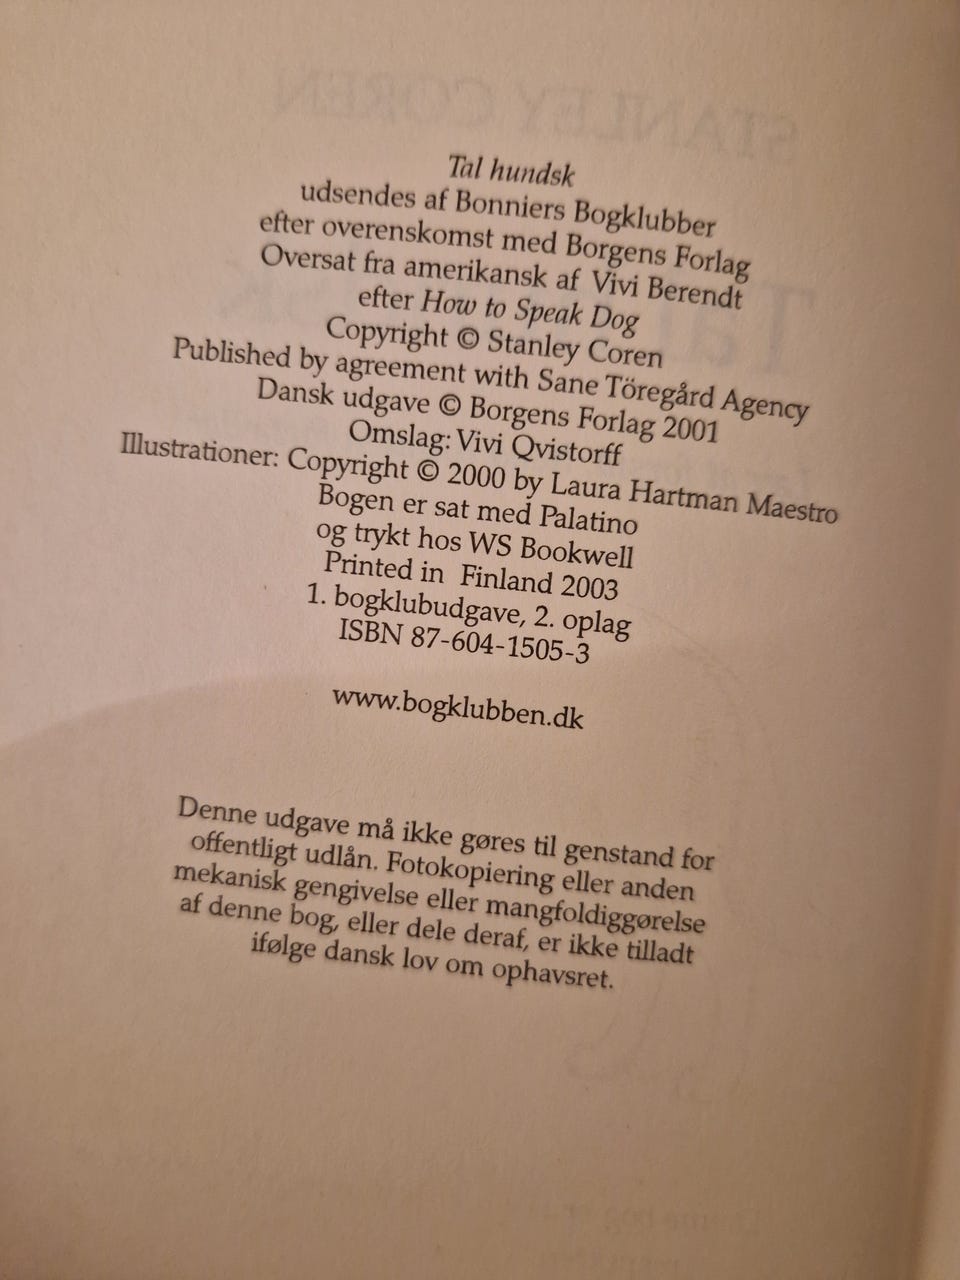 Tal hundsk
udsendes af Bonniers Bogklubber
efter overenskomst med Borgens Forlag
Oversat fra amerikansk af Vivi Berendt
efter How to Speak Dog
Copyright © Stanley Coren
Published by agreement with Sane Töregård Agency
Dansk udgave © Borgens Forlag 2001
Omslag: Vivi Qvistorff
Illustrationer: Copyright © 2000 by Laura Hartman Maestro
Bogen er sat med Palatino
og trykt hos WS Bookwell
Printed in Finland 2003
1. bogklubudgave, 2. oplag
ISBN 87-604-1505-3
www.bogklubben.dk
Denne udgave må ikke gøres til genstand for
offentligt udlån. Fotokopiering eller anden
mekanisk gengivelse eller mangfoldiggørelse
af denne bog, eller dele deraf, er ikke tilladt
ifølge dansk lov om ophavsret.